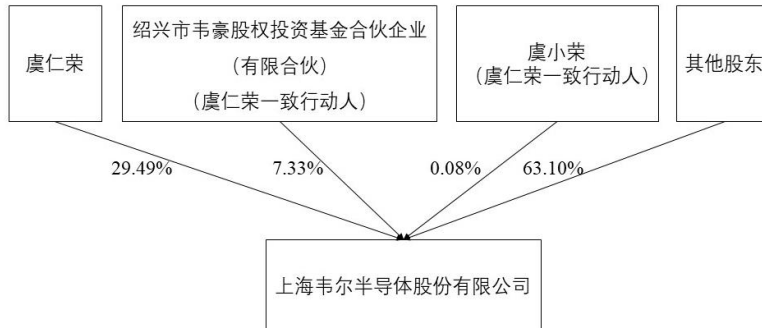 虞仁荣
绍兴市韦豪股权投资基金合伙企业
（有限合伙）
（虞仁荣一致行动人）
虞小荣
（虞仁荣一致行动人）
其他股东
29.49%
7.33%
0.08%
63.10%
上海韦尔半导体股份有限公司